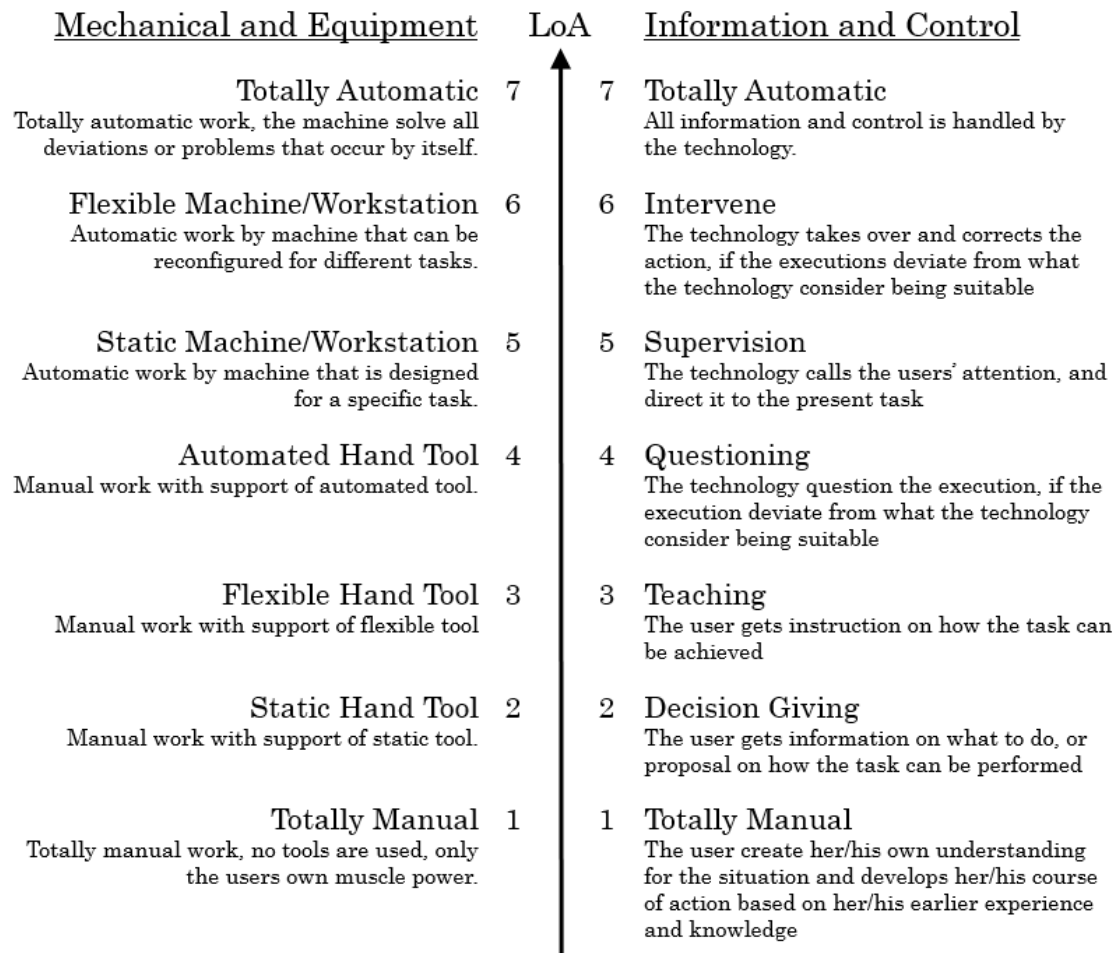 Mechanical and Equipment LoA Information and Control
Totally Automatic 7 7 Totally Automatic
Totally automatic work, the machine solve all All information and control is handled by
deviations or problems that occur by itself. the technology.
Flexible Machine/Workstation 6 6 Intervene
Automatic work by machine that can be The technology takes over and corrects the
reconfigured for different tasks. action, if the executions deviate from what
the technology consider being suitable
Static Machine/Workstation 5 5 Supervision
Automatic work by machine that is designed The technology calls the users' attention, and
for a specific task. direct it to the present task
Automated Hand Tool 4 4 Questioning
Manual work with support of automated tool. The technology question the execution, if the
execution deviate from what the technology
consider being suitable
Flexible Hand Tool 3 3 Teaching
Manual work with support of flexible tool The user gets instruction on how the task can
be achieved
Static Hand Tool 2 2 Decision Giving
Manual work with support of static tool. The user gets information on what to do, or
proposal on how the task can be performed
Totally Manual 1 1 Totally Manual
Totally manual work, no tools are used, only The user create her/his own understanding
the users own muscle power. for the situation and develops her/his course
of action based on her/his earlier experience
and knowledge